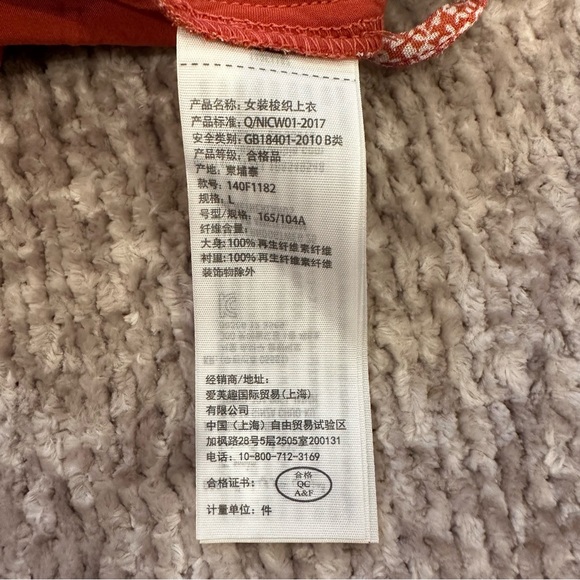 产品名称：女装梭织上衣
产品标准：Q/NICW01-2017
安全类别：GB18401-2010 B类
产品等级：合格品
产地：柬埔寨
款号：140F1182
规格：L
号型/规格：165/104A
纤维含量：
大身：100% 再生纤维素纤维
衬里：100% 再生纤维素纤维
装饰物除外
经销商/地址：
爱芙趣国际贸易(上海)
有限公司
中国（上海）自由贸易试验区
加枫路28号5层2505室200131
电话：10-800-712-3169
合格证书：
合格
QC
A&F
计量单位：件